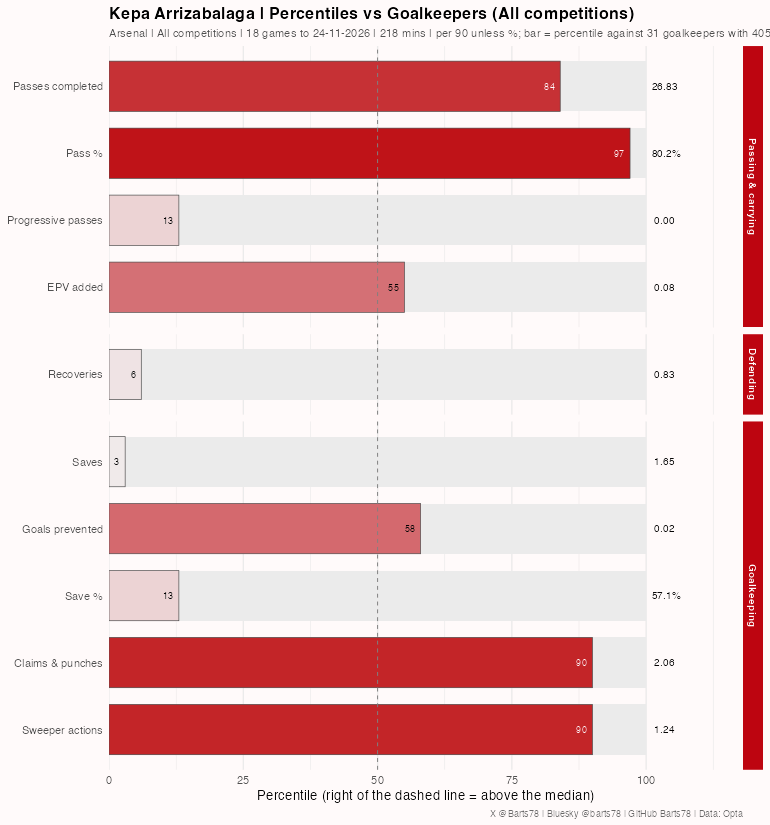 Kepa Arrizabalaga | Percentiles vs Goalkeepers (All competitions)
Arsenal | All competitions | 18 games to 24-11-2026 | 218 mins | per 90 unless %; bar = percentile against 31 goalkeepers with 405
Passes completed 84 26.83
Pass % 97 80.2%
Progressive passes 13 0.00
EPV added 55 0.08
Passing & carrying
Recoveries 6 0.83
Defending
Saves 3 1.65
Goals prevented 58 0.02
Save % 13 57.1%
Claims & punches 90 2.06
Sweeper actions 90 1.24
Goalkeeping
0 25 50 75 100
Percentile (right of the dashed line = above the median)
X @Barts78 | Bluesky @barts78 | GitHub Barts78 | Data: Opta